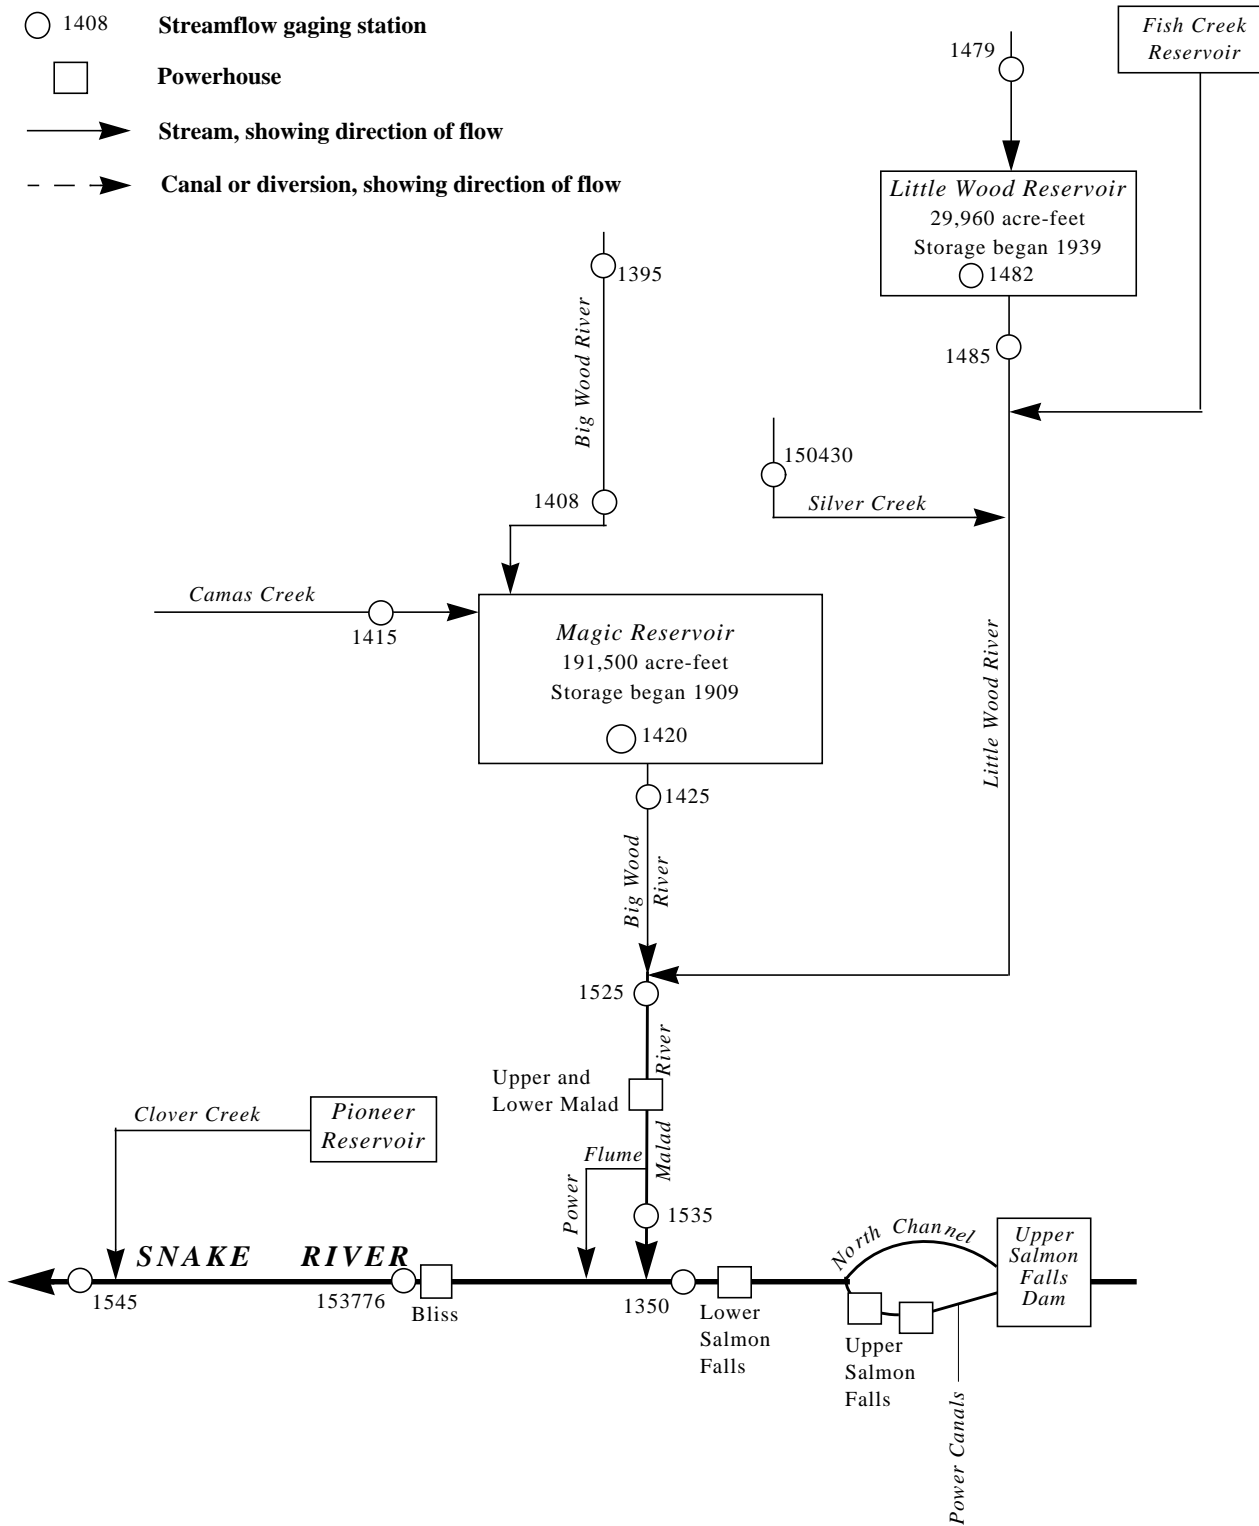 1408 Streamflow gaging station
Powerhouse
Stream, showing direction of flow
Canal or diversion, showing direction of flow
Fish Creek
Reservoir
1479
Little Wood Reservoir
29,960 acre-feet
Storage began 1939
1482
1485
1395
Big Wood River
1408
150430
Silver Creek
Camas Creek
1415
Magic Reservoir
191,500 acre-feet
Storage began 1909
1420
1425
Little Wood River
Big Wood
River
1525
River
Upper and
Lower Malad
Malad
Clover Creek
Pioneer
Reservoir
Flume
Power
1535
North Channel
Upper
Salmon
Falls
Dam
SNAKE RIVER
1545
153776
Bliss
1350
Lower
Salmon
Falls
Upper
Salmon
Falls
Power Canals